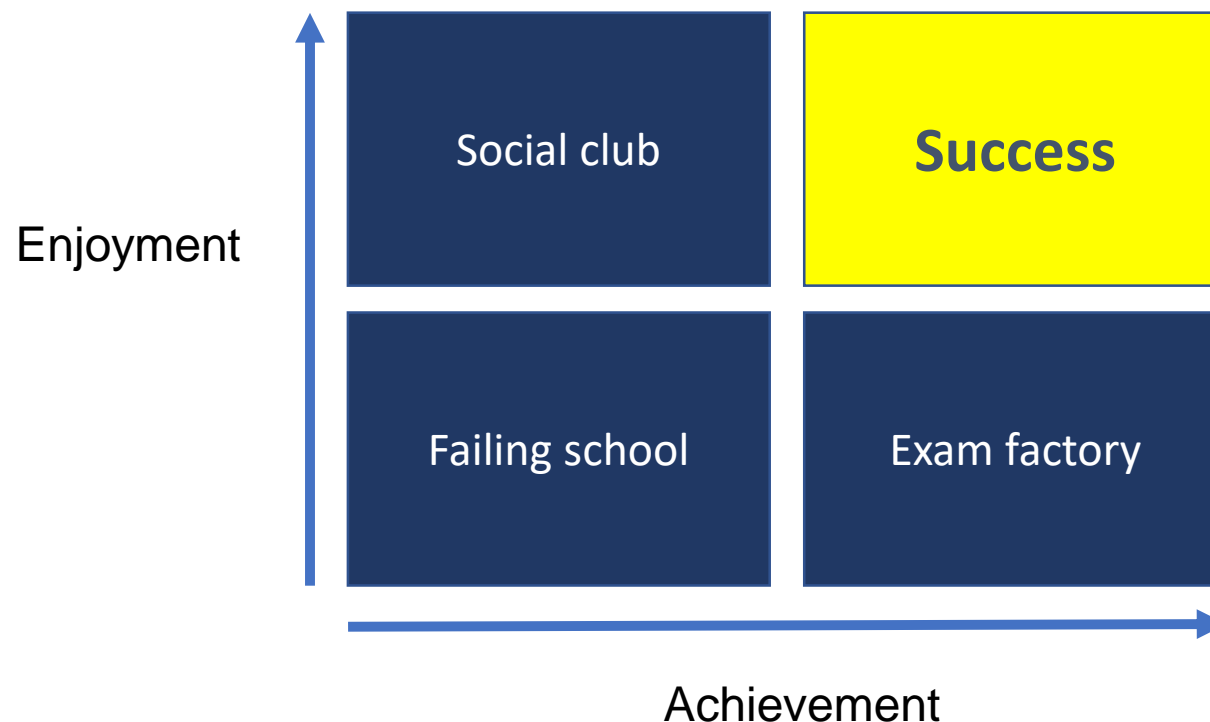 Social club
Success
Enjoyment
Failing school
Exam factory
Achievement